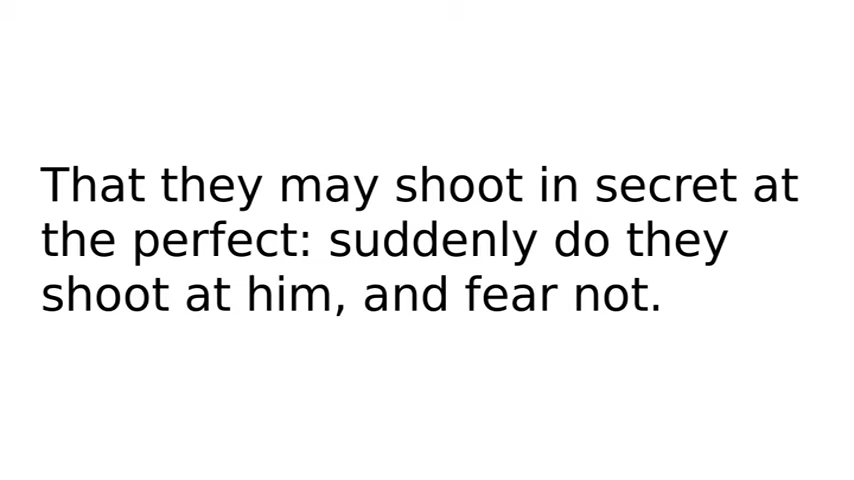 That they may shoot in secret at
the perfect: suddenly do they
shoot at him, and fear not.